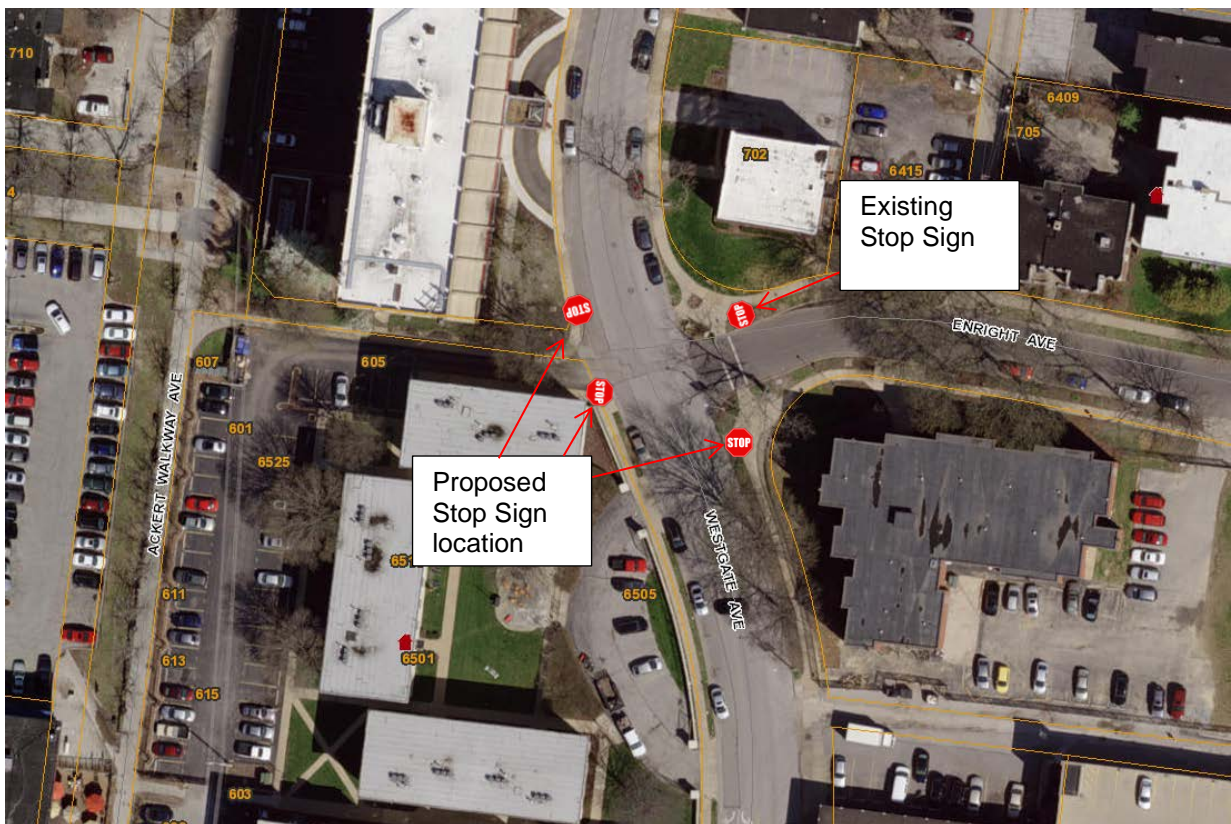 710
702
6409
705
6415
4
Existing
Stop Sign
STOP
STOP
ENRIGHT AVE
607
605
STOP
601
STOP
6525
Proposed
Stop Sign
location
ACKERT WALKWAY AVE
WESTGATE AVE
611
6505
613
6501
615
603